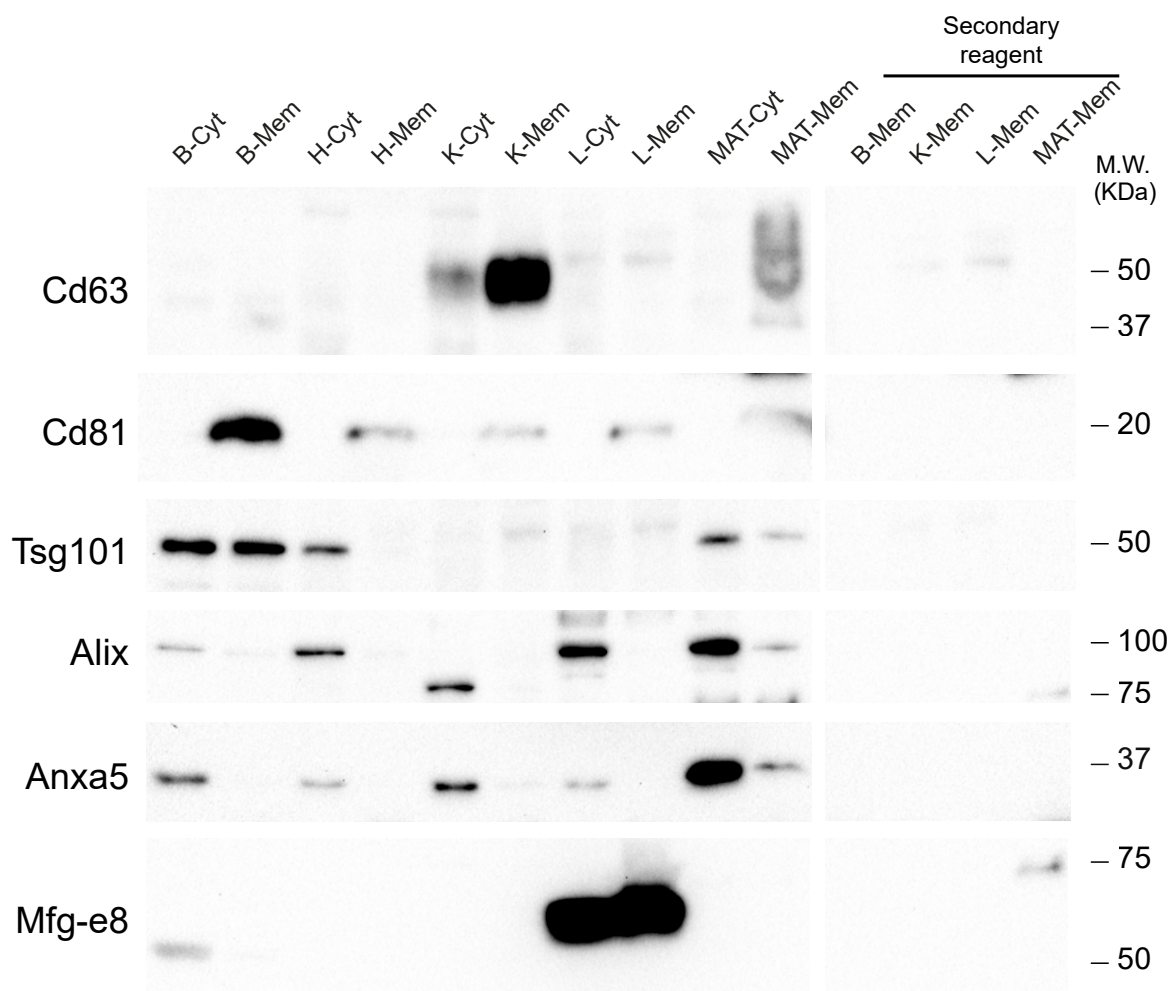 Secondary
reagent
B-Cyt B-Mem H-Cyt H-Mem K-Cyt K-Mem L-Cyt L-Mem MAT-Cyt MAT-Mem B-Mem K-Mem L-Mem MAT-Mem
M.W.
(KDa)
Cd63
– 50
– 37
Cd81
– 20
Tsg101
– 50
Alix
– 100
– 75
Anxa5
– 37
Mfg-e8
– 75
– 50